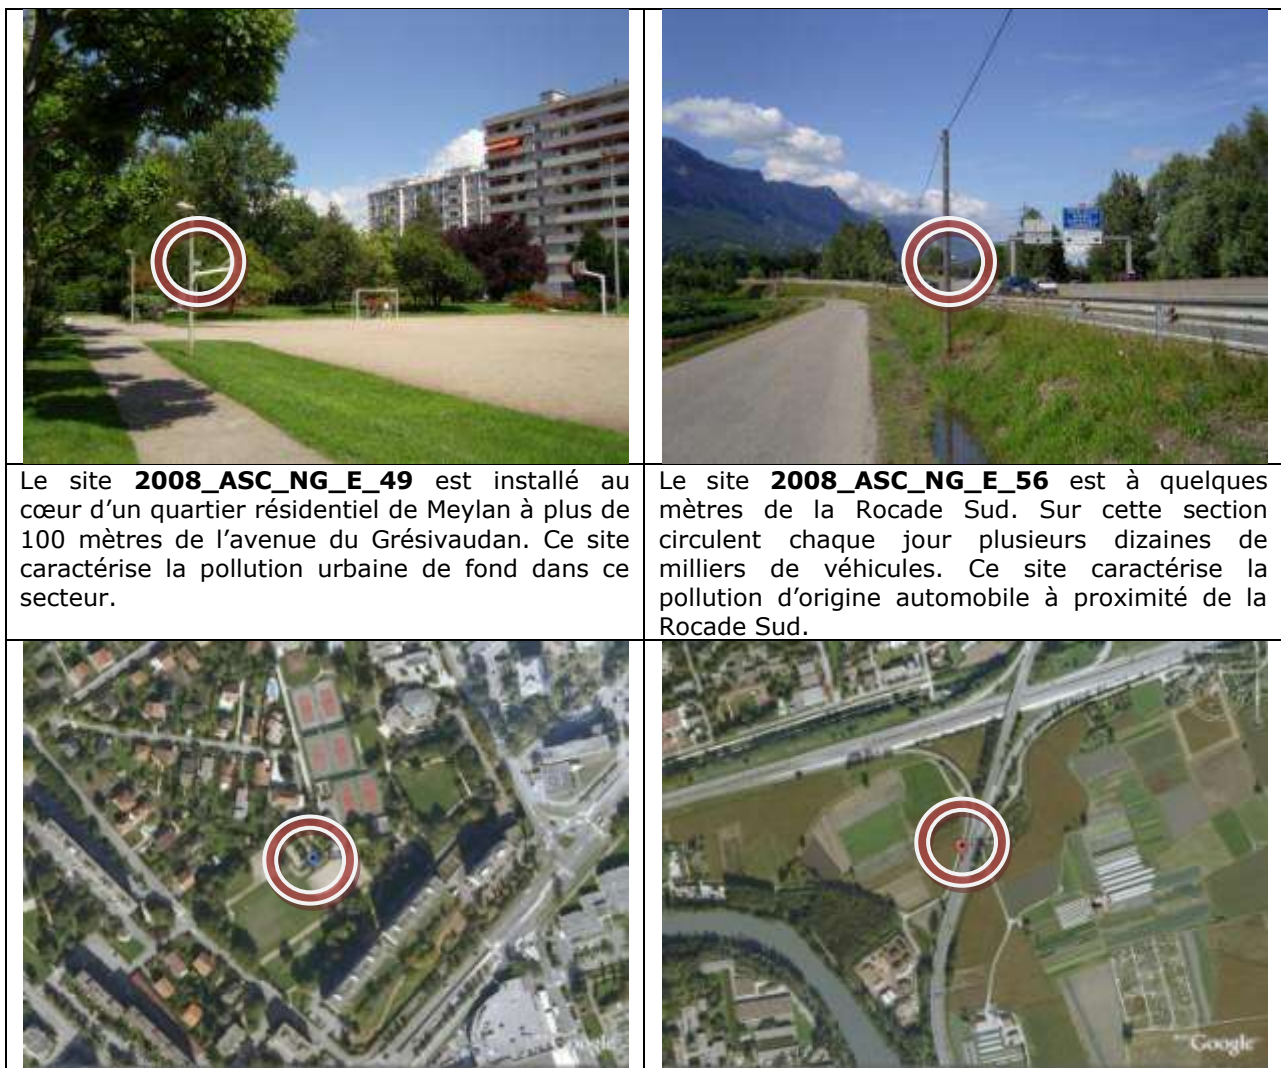 Le site 2008_ASC_NG_E_49 est installé au
cœur d'un quartier résidentiel de Meylan à plus de
100 mètres de l'avenue du Grésivaudan. Ce site
caractérise la pollution urbaine de fond dans ce
secteur.
Le site 2008_ASC_NG_E_56 est à quelques
mètres de la Rocade Sud. Sur cette section
circulent chaque jour plusieurs dizaines de
milliers de véhicules. Ce site caractérise la
pollution d'origine automobile à proximité de la
Rocade Sud.
Google
Google